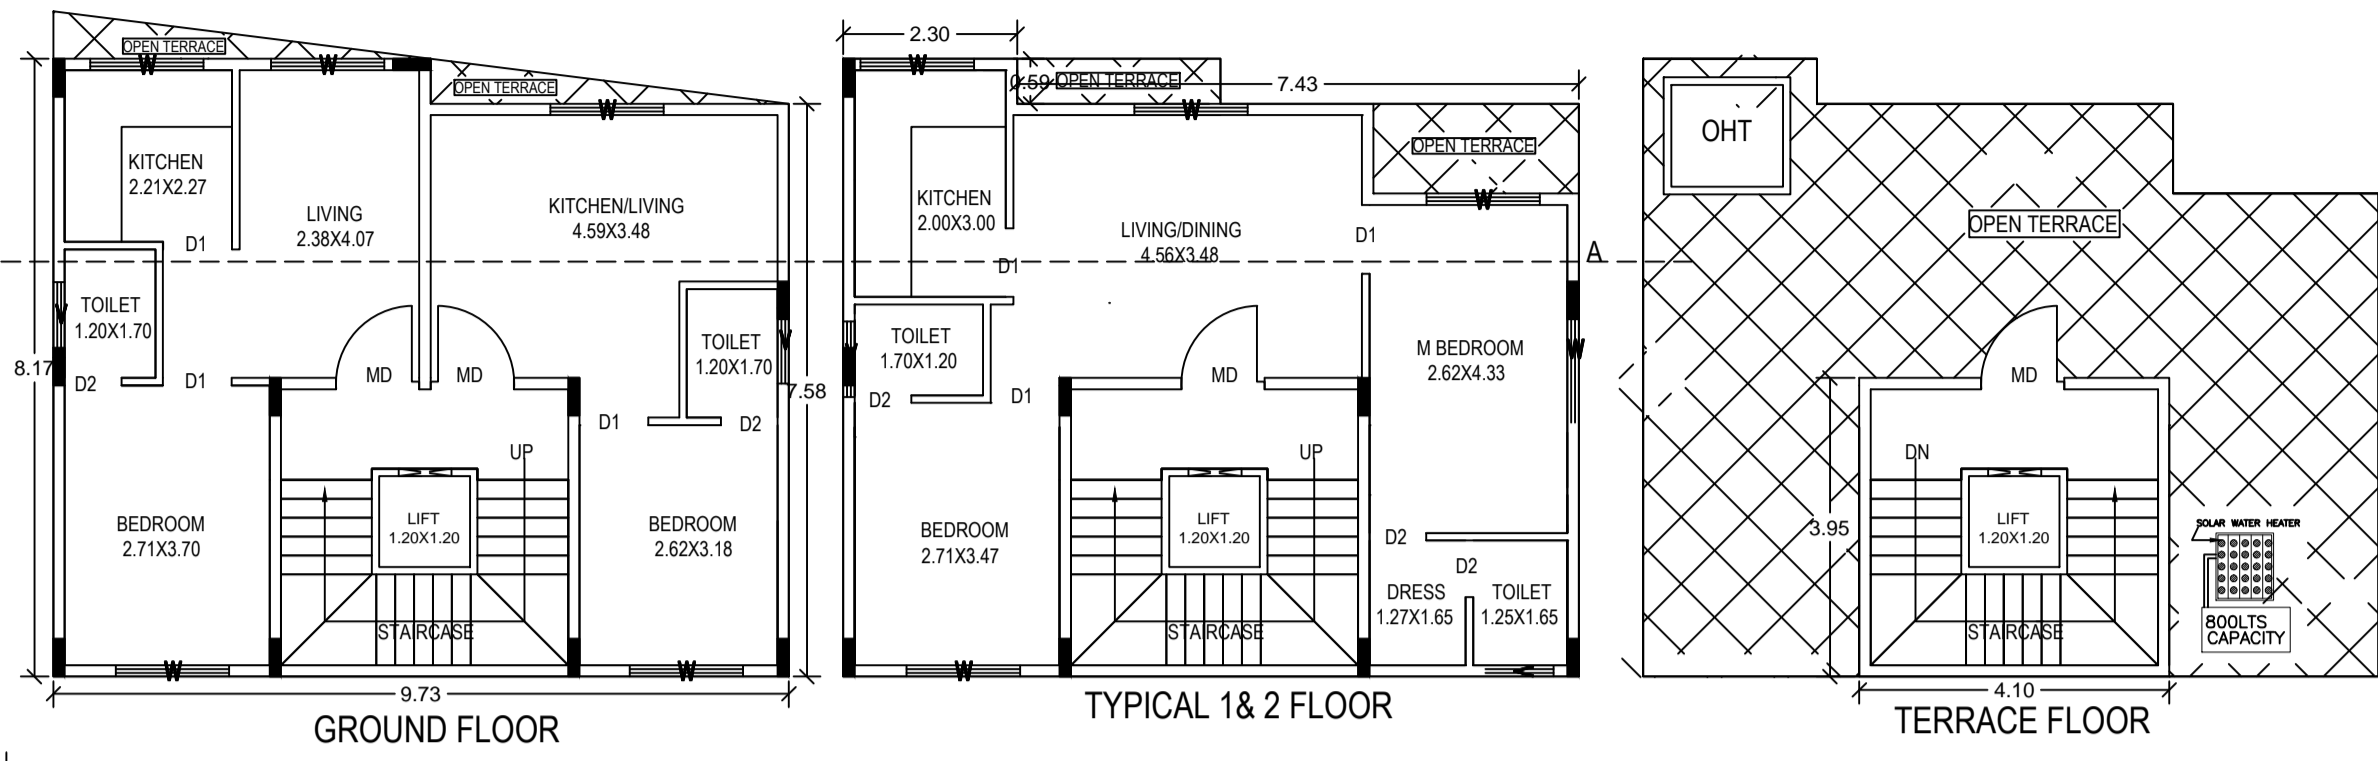 OPEN TERRACE
W
W
OPEN TERRACE
W
KITCHEN
2.21X2.27
LIVING
2.38X4.07
KITCHEN/LIVING
4.59X3.48
D1
TOILET
1.20X1.70
W
TOILET
1.20X1.70
W
8.17
7.58
D2
D1
MD
MD
D1
D2
UP
BEDROOM
2.71X3.70
LIFT
1.20X1.20
BEDROOM
2.62X3.18
STAIRCASE
W
W
9.73
GROUND FLOOR
2.30
W
0.59
OPEN TERRACE
7.43
W
OPEN TERRACE
W
KITCHEN
2.00X3.00
LIVING/DINING
4.56X3.48
D1
D1
A
TOILET
1.70X1.20
M BEDROOM
2.62X4.33
W
MD
D2
D1
UP
BEDROOM
2.71X3.47
LIFT
1.20X1.20
D2
D2
DRESS
1.27X1.65
TOILET
1.25X1.65
STAIRCASE
W
TYPICAL 1& 2 FLOOR
OHT
OPEN TERRACE
MD
DN
3.95
LIFT
1.20X1.20
SOLAR WATER HEATER
800LTS
CAPACITY
STAIRCASE
4.10
TERRACE FLOOR